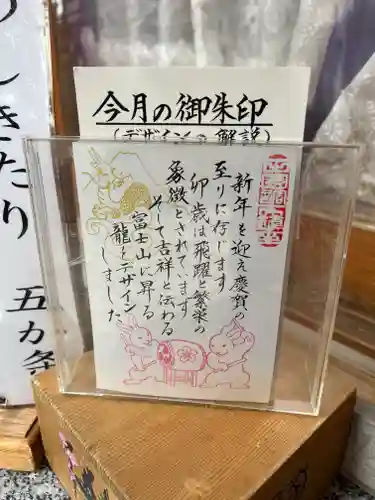 今月の御朱印
(デザインの解説)
新年を迎え慶賀の
至りに存じます
卯歳は飛躍と繁栄の
象徴とされてます
そして吉祥と伝わる
富士山に昇る
龍をデザイン
しました
しきたり
五か条